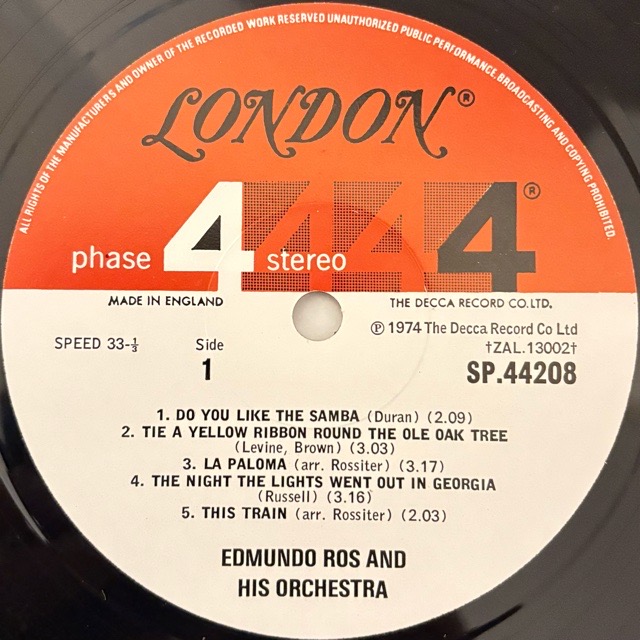 ALL RIGHTS OF THE MANUFACTURERS AND OWNER OF THE RECORDED WORK RESERVED UNAUTHORIZED PUBLIC PERFORMANCE, BROADCASTING AND COPYING PROHIBITED.
LONDON®
phase 4 stereo 4 4 4®
MADE IN ENGLAND THE DECCA RECORD CO. LTD.
SPEED 33-⅓ Side ℗ 1974 The Decca Record Co Ltd
1 †ZAL.13002†
SP.44208
1. DO YOU LIKE THE SAMBA (Duran) (2.09)
2. TIE A YELLOW RIBBON ROUND THE OLE OAK TREE
(Levine, Brown) (3.03)
3. LA PALOMA (arr. Rossiter) (3.17)
4. THE NIGHT THE LIGHTS WENT OUT IN GEORGIA
(Russell) (3.16)
5. THIS TRAIN (arr. Rossiter) (2.03)
EDMUNDO ROS AND
HIS ORCHESTRA